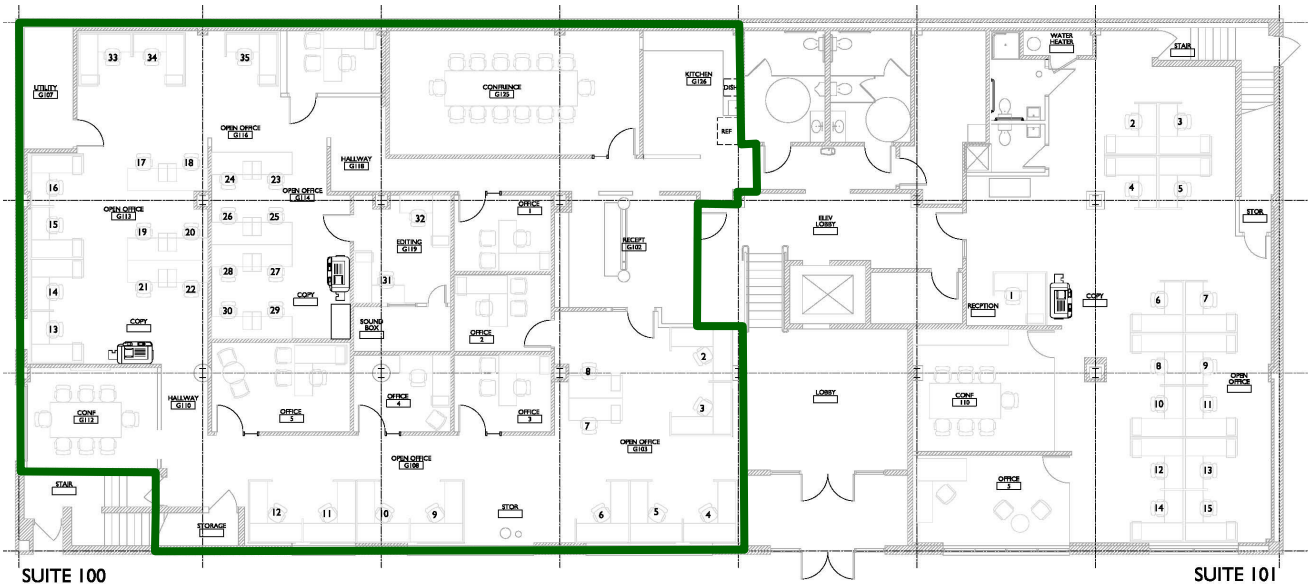 33
34
35
UTILITY
G107
CONFRENCE
G125
KITCHEN
G126
DISH
REF
WATER
HEATER
STAIR
2
3
4
5
OPEN OFFICE
G116
HALLWAY
G118
17
18
24
23
16
OPEN OFFICE
G114
OPEN OFFICE
G113
15
19
20
26
25
32
EDITING
G119
OFFICE
1
RECEPT
G102
ELEV
LOBBY
STOR
14
21
22
28
27
31
COPY
30
29
13
COPY
SOUND
BOX
OFFICE
2
1
RECPTION
COPY
6
7
CONF
G112
HALLWAY
G110
OFFICE
5
OFFICE
4
OFFICE
3
8
2
3
7
OPEN OFFICE
G103
LOBBY
CONF
110
8
9
OPEN
OFFICE
10
11
OPEN OFFICE
G108
STAIR
STORAGE
12
11
10
9
STOR
6
5
4
OFFICE
5
12
13
14
15
SUITE 100
SUITE 101